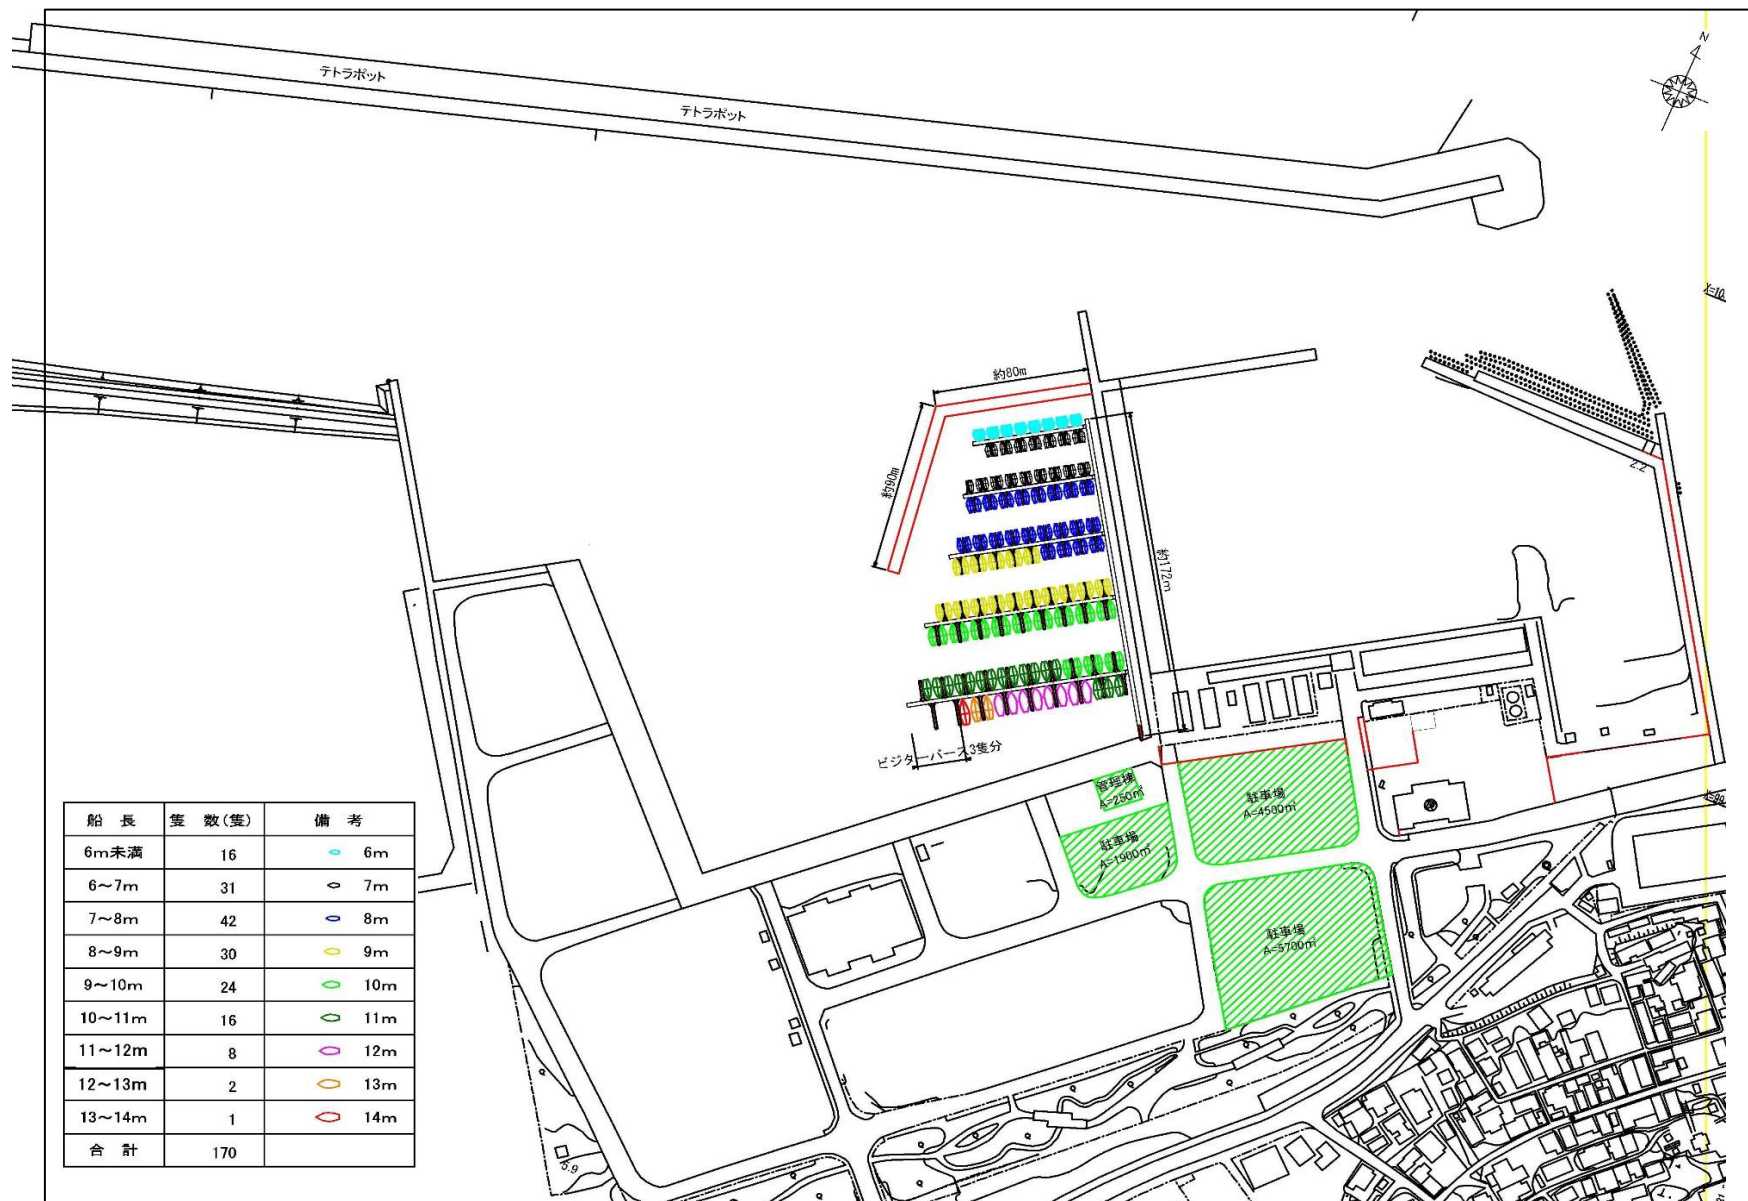 テトラポット
テトラポット
N
約80m
約90m
約172m
2.2
ビジターバース3隻分
管理棟
A=250㎡
駐車場
A=4500㎡
駐車場
A=1900㎡
駐車場
A=5700㎡
P
船 長 隻 数(隻) 備 考
6m未満 16 6m
6~7m 31 7m
7~8m 42 8m
8~9m 30 9m
9~10m 24 10m
10~11m 16 11m
11~12m 8 12m
12~13m 2 13m
13~14m 1 14m
合 計 170
5.9